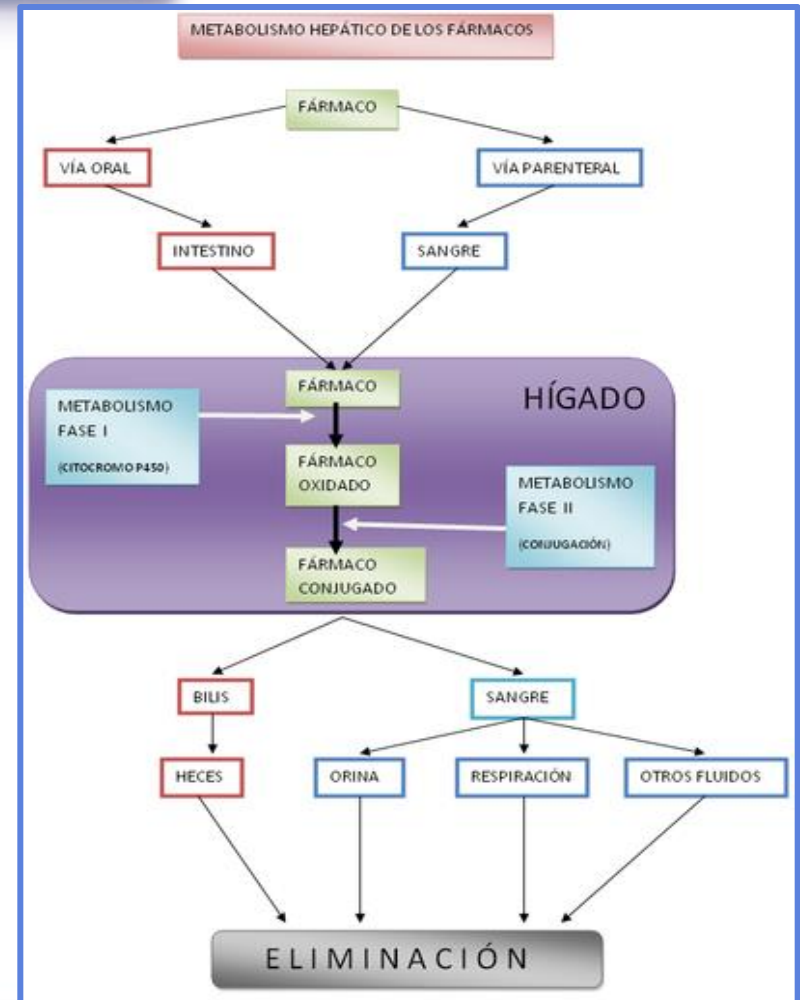 METABOLISMO HEPÁTICO DE LOS FÁRMACOS
FÁRMACO
VÍA ORAL
VÍA PARENTERAL
INTESTINO
SANGRE
FÁRMACO
HÍGADO
METABOLISMO
FASE I
(CITOCROMO P450)
FÁRMACO
OXIDADO
METABOLISMO
FASE II
(CONJUGACIÓN)
FÁRMACO
CONJUGADO
BILIS
SANGRE
HECES
ORINA
RESPIRACIÓN
OTROS FLUIDOS
ELIMINACIÓN